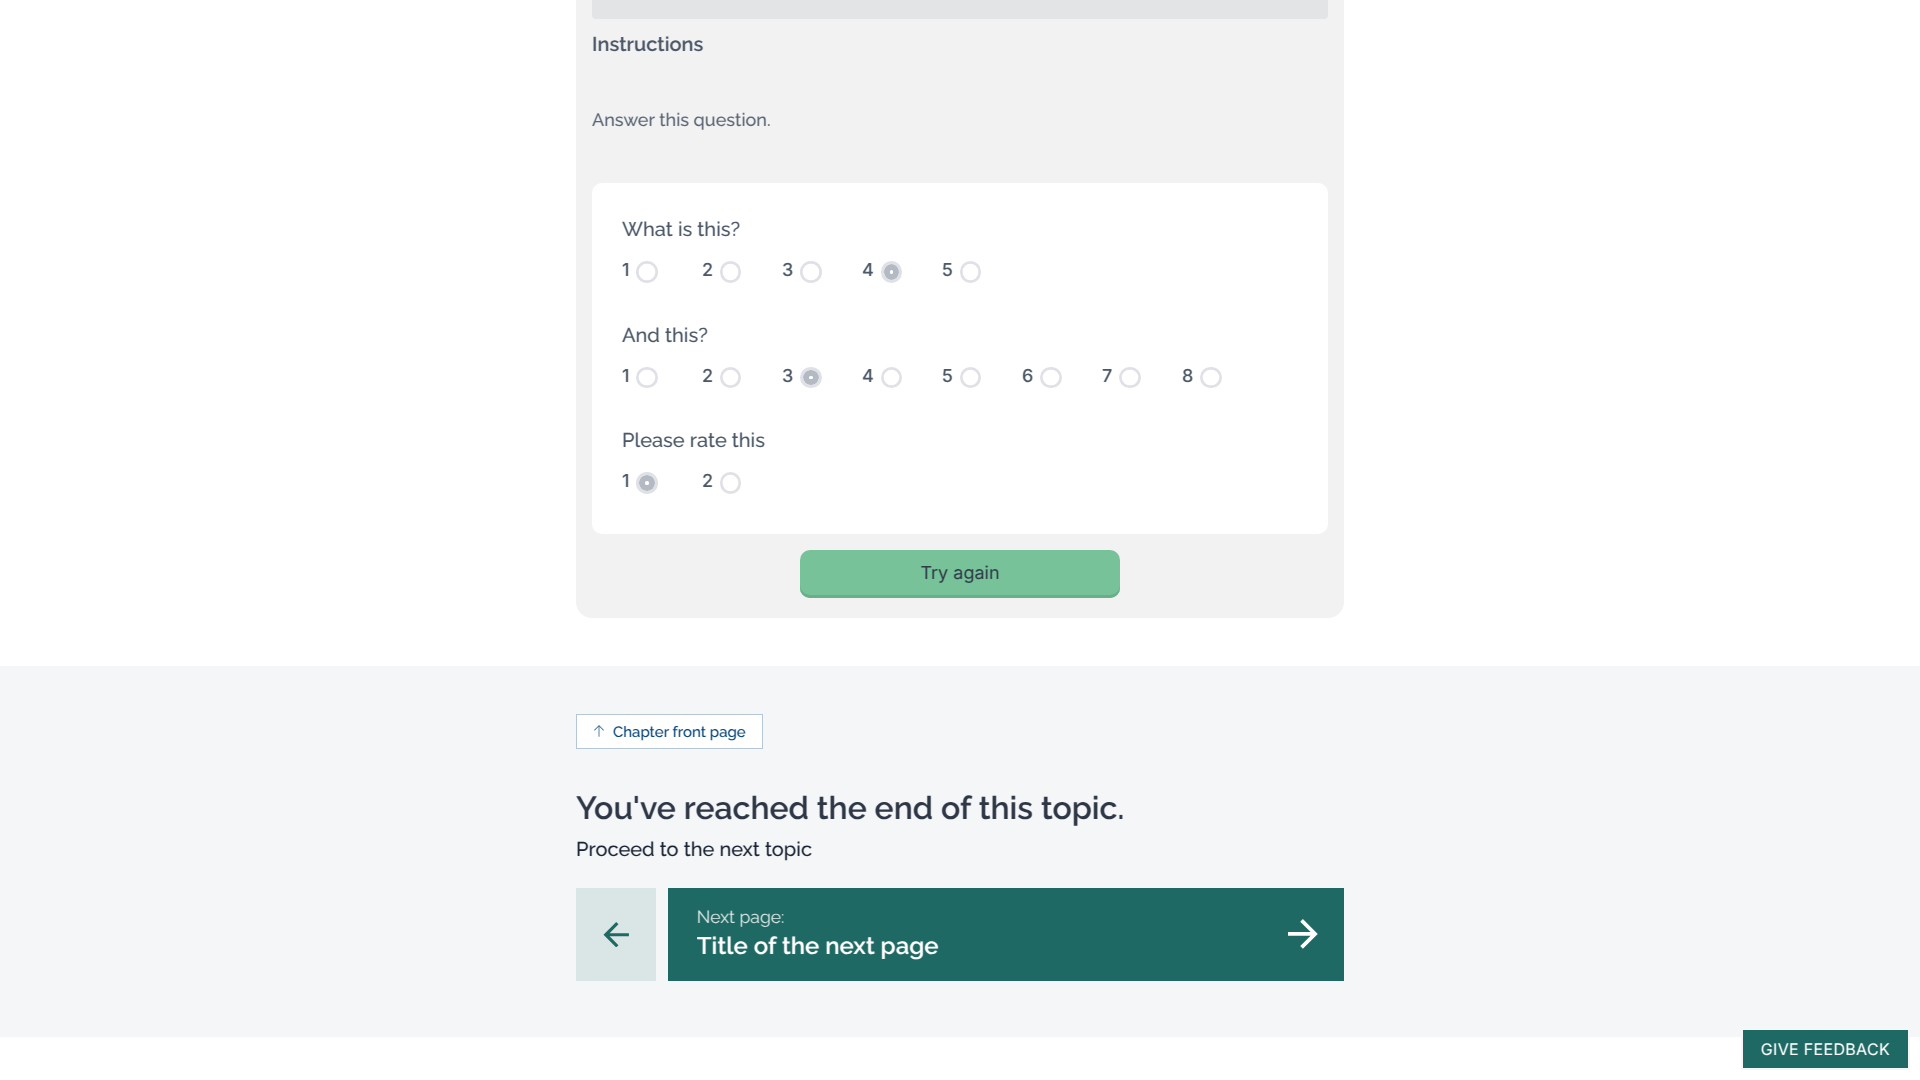 Instructions
Answer this question.
What is this?
1 2 3 4 5
And this?
1 2 3 4 5 6 7 8
Please rate this
1 2
Try again
Chapter front page
You've reached the end of this topic.
Proceed to the next topic
Next page:
Title of the next page
GIVE FEEDBACK